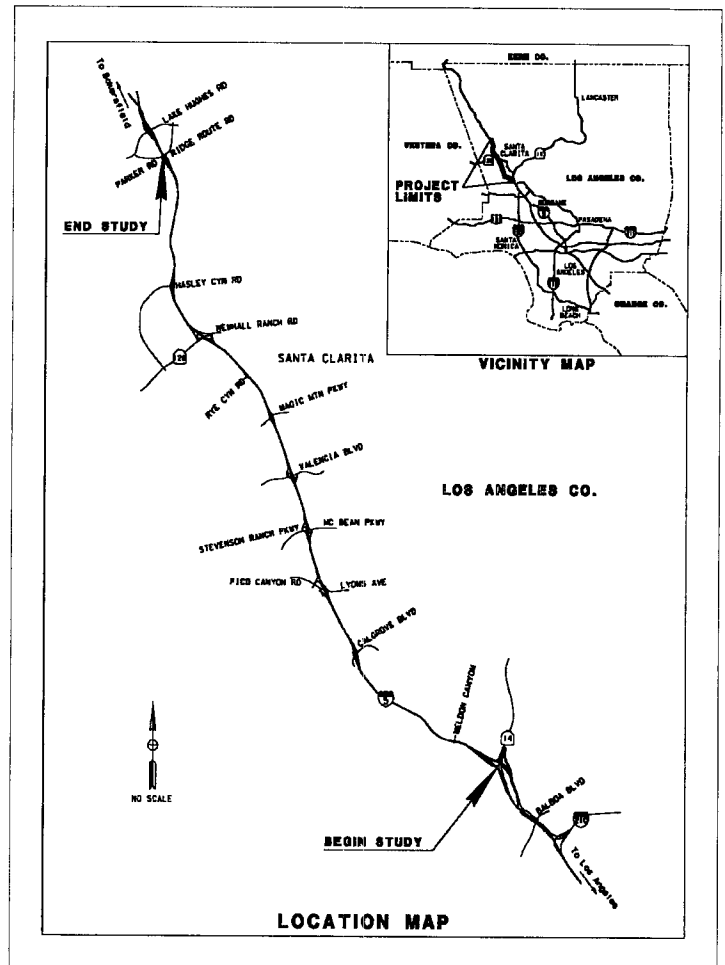 To Bakersfield
LAKE HUGHES RD
PARKER RD
RIDGE ROUTE RD
END STUDY
HASLEY CYN RD
NEWHALL RANCH RD
126
SANTA CLARITA
RYE CYN RD
MAGIC MTN PKWY
VALENCIA BLVD
LOS ANGELES CO.
STEVENSON RANCH PKWY
MC BEAN PKWY
PICO CANYON RD
LYONS AVE
CALGROVE BLVD
5
WELDON CANYON
14
BALBOA BLVD
210
BEGIN STUDY
To Los Angeles
NO SCALE
LOCATION MAP
KERN CO.
LANCASTER
VENTURA CO.
SANTA
CLARITA
LOS ANGELES CO.
PROJECT
LIMITS
BURBANK
PASADENA
SANTA
MONICA
LOS
ANGELES
LONG
BEACH
ORANGE CO.
VICINITY MAP